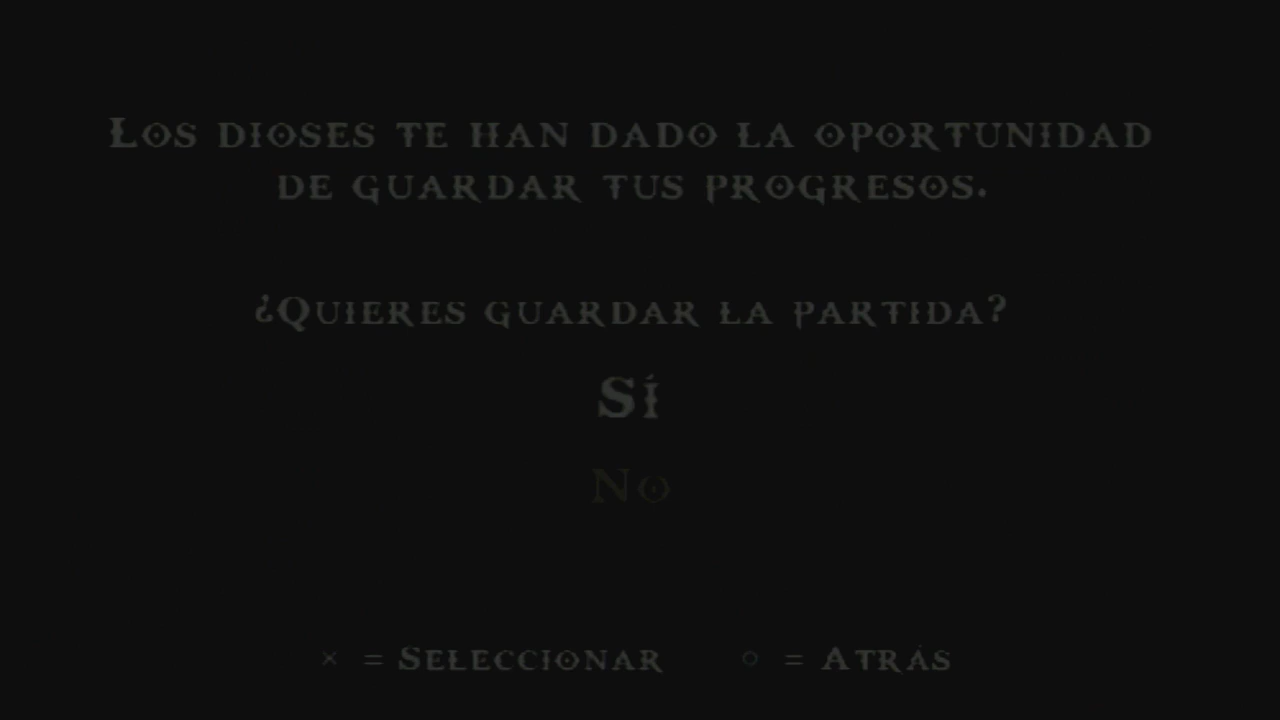 Los dioses te han dado la oportunidad
de guardar tus progresos.
¿Quieres guardar la partida?
Sí
No
× = Seleccionar ○ = Atrás